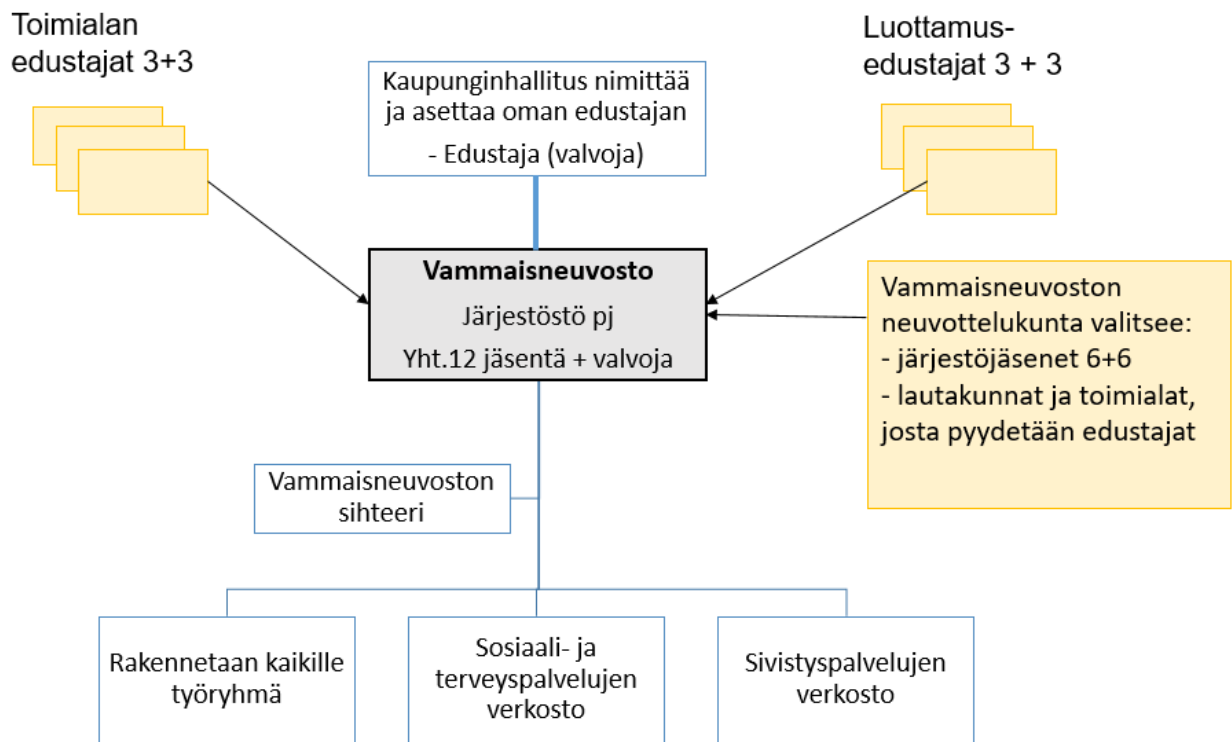 Toimialan
edustajat 3+3
Kaupunginhallitus nimittää
ja asettaa oman edustajan
- Edustaja (valvoja)
Luottamus-
edustajat 3 + 3
Vammaisneuvosto
Järjestöstö pj
Yht.12 jäsentä + valvoja
Vammaisneuvoston
neuvottelukunta valitsee:
- järjestöjäsenet 6+6
- lautakunnat ja toimialat,
josta pyydetään edustajat
Vammaisneuvoston
sihteeri
Rakennetaan kaikille
työryhmä
Sosiaali- ja
terveyspalvelujen
verkosto
Sivistyspalvelujen
verkosto